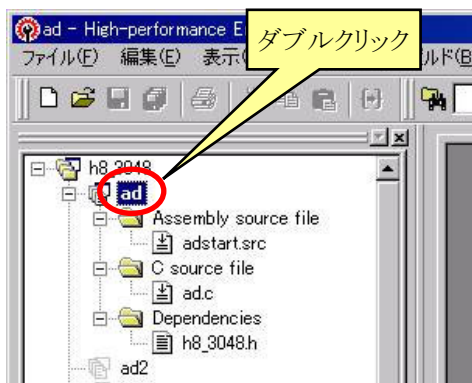 ad - High-performance E
ダブルクリック
ファイル(F) 編集(E) 表示( ルド(B
h8_3048
ad
Assembly source file
adstart.src
C source file
ad.c
Dependencies
h8_3048.h
ad2